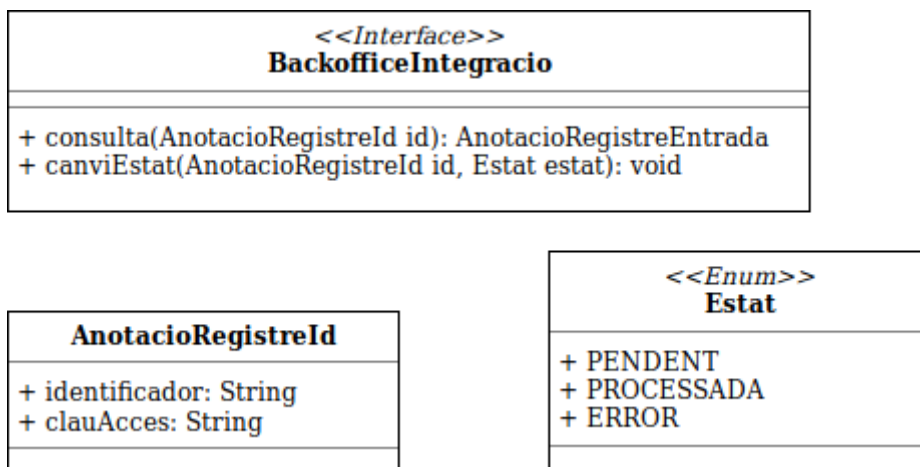 <<Interface>>
BackofficeIntegracio
+ consulta(AnotacioRegistreId id): AnotacioRegistreEntrada
+ canviEstat(AnotacioRegistreId id, Estat estat): void
AnotacioRegistreId
+ identificador: String
+ clauAcces: String
<<Enum>>
Estat
+ PENDENT
+ PROCESSADA
+ ERROR